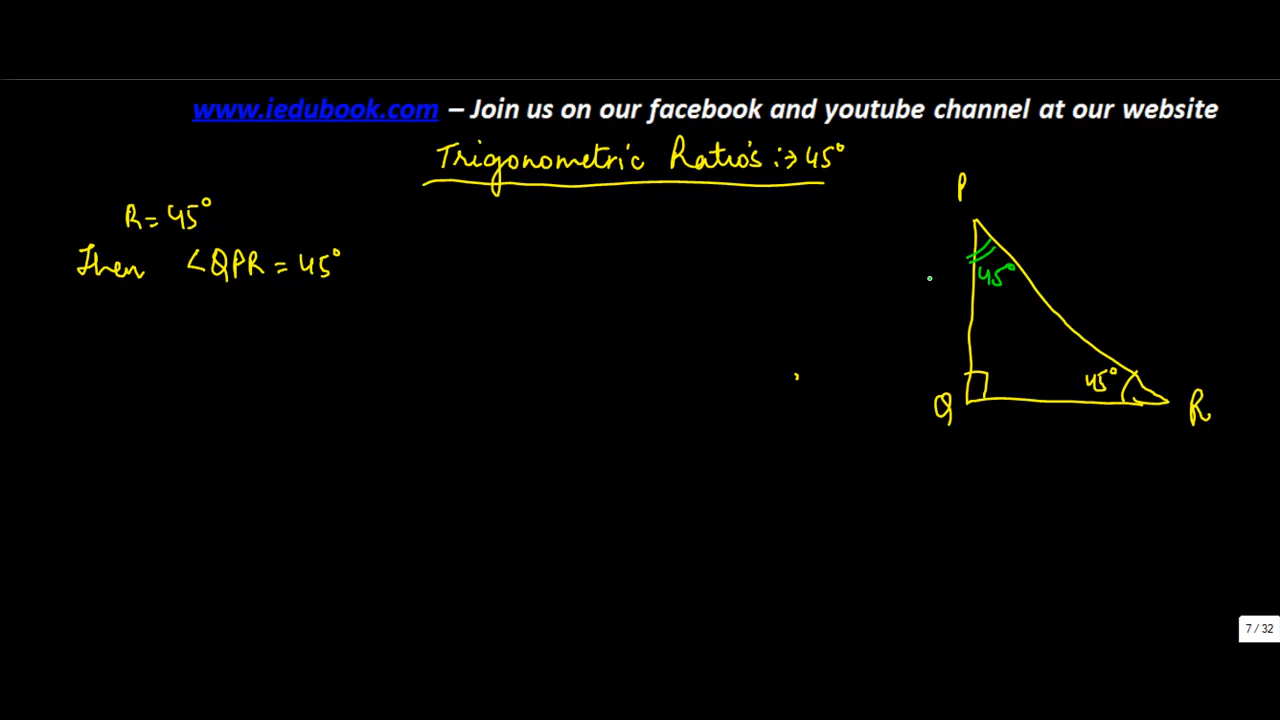 www.iedubook.com – Join us on our facebook and youtube channel at our website
Trigonometric Ratio's :→ 45°
R = 45°
Then ∠QPR = 45°
P
45°
45°
Q
R
7 / 32